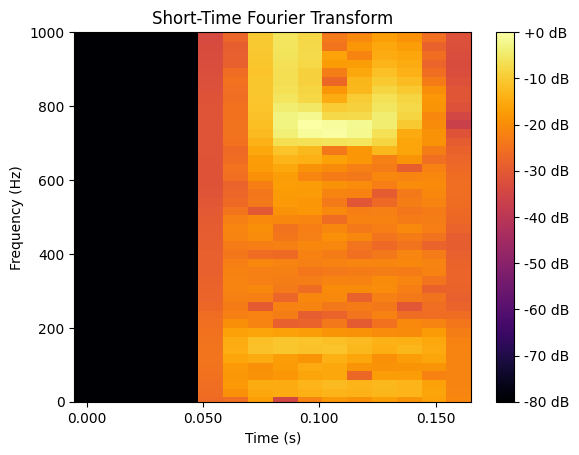 Short-Time Fourier Transform
1000
800
600
400
200
0
Frequency (Hz)
0.000
0.050
0.100
0.150
Time (s)
+0 dB
-10 dB
-20 dB
-30 dB
-40 dB
-50 dB
-60 dB
-70 dB
-80 dB